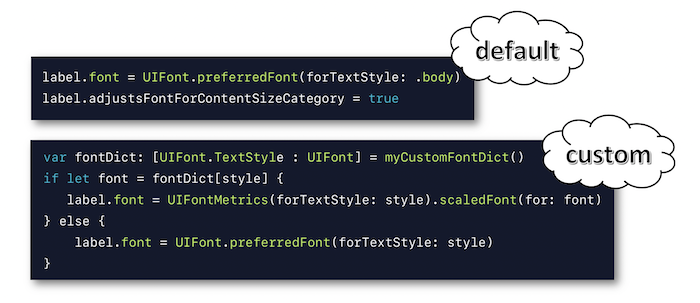 default
label.font = UIFont.preferredFont(forTextStyle: .body)
label.adjustsFontForContentSizeCategory = true
custom
var fontDict: [UIFont.TextStyle : UIFont] = myCustomFontDict()
if let font = fontDict[style] {
label.font = UIFontMetrics(forTextStyle: style).scaledFont(for: font)
} else {
label.font = UIFont.preferredFont(forTextStyle: style)
}